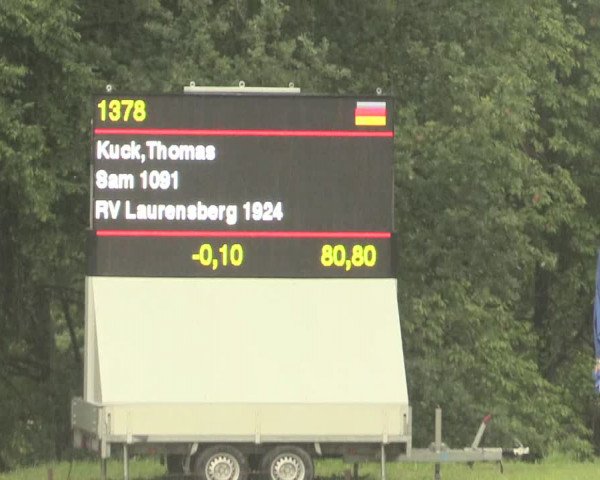 1378
Kuck,Thomas
Sam 1091
RV Laurensberg 1924
-0,10 80,80